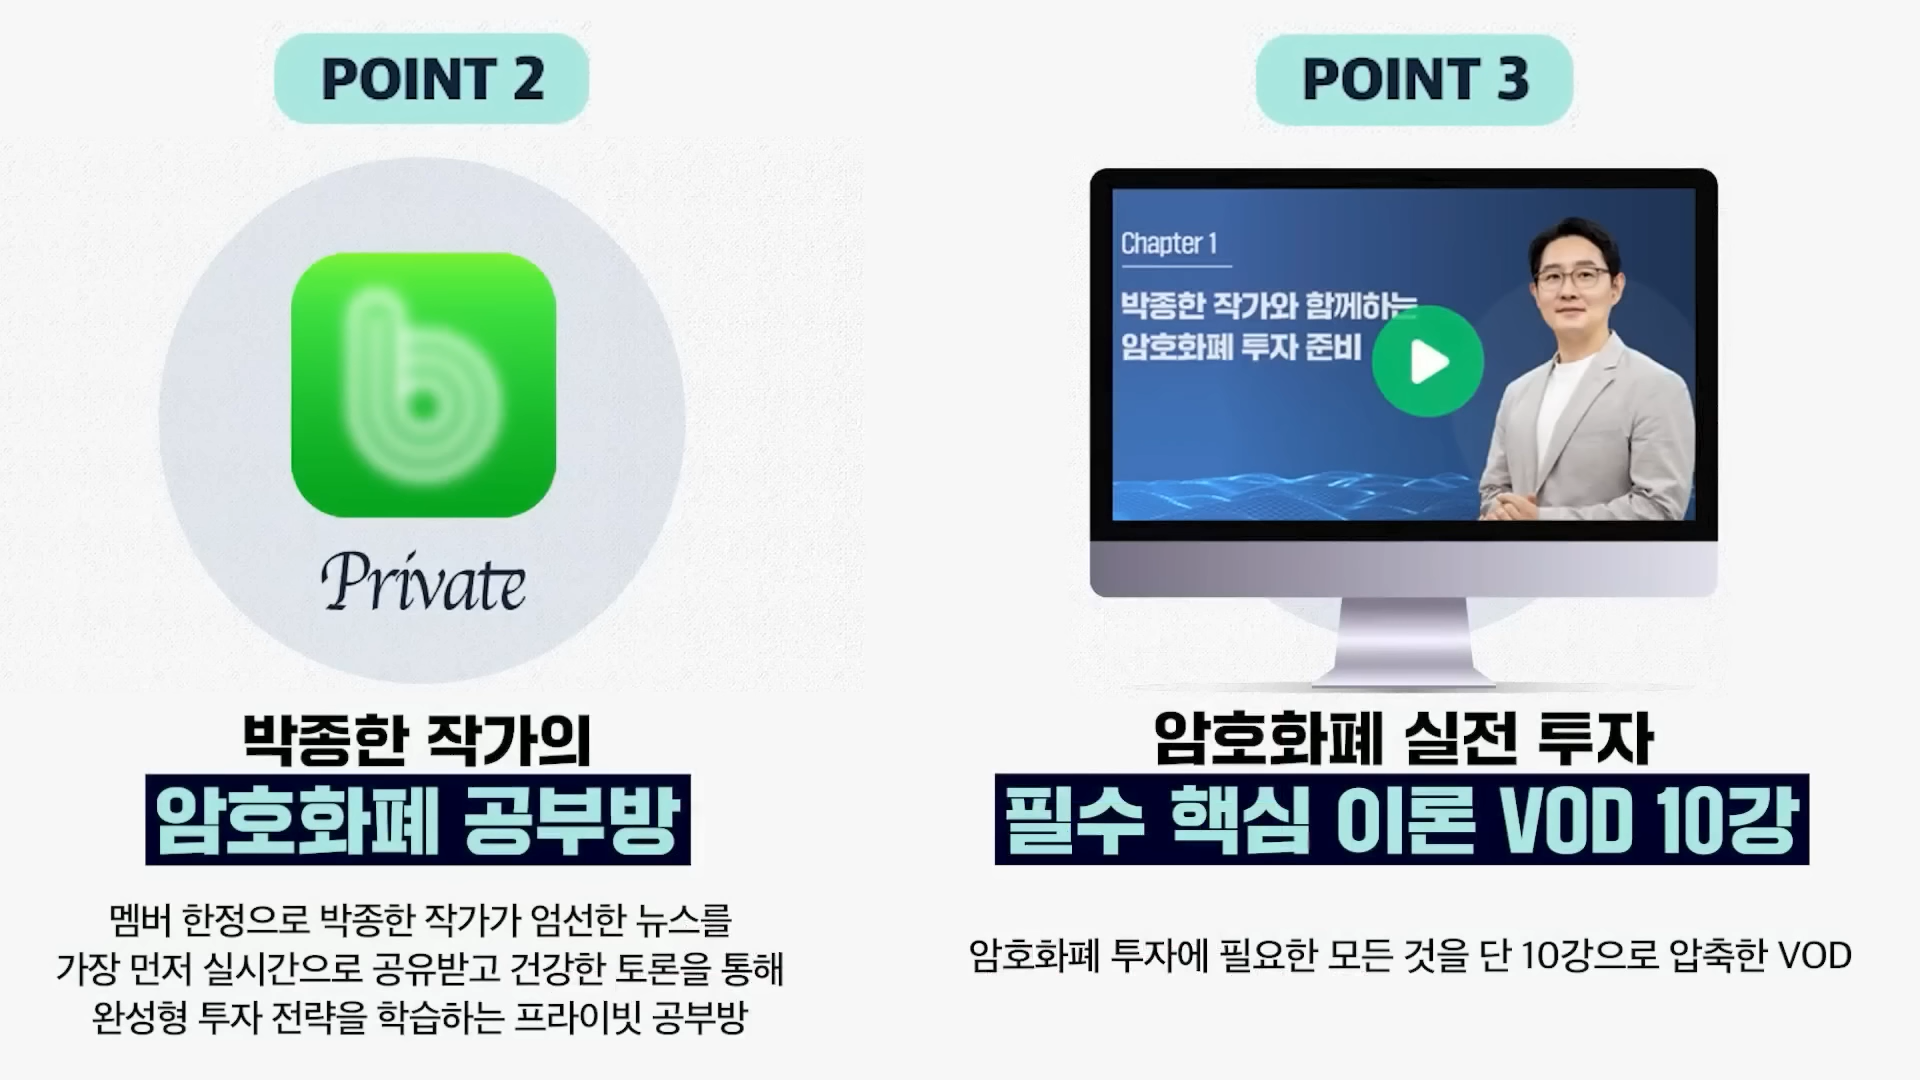 POINT 2
Private
박종한 작가의
암호화폐 공부방
멤버 한정으로 박종한 작가가 엄선한 뉴스를
가장 먼저 실시간으로 공유받고 건강한 토론을 통해
완성형 투자 전략을 학습하는 프라이빗 공부방
POINT 3
Chapter 1
박종한 작가와 함께하는
암호화폐 투자 준비
암호화폐 실전 투자
필수 핵심 이론 VOD 10강
암호화폐 투자에 필요한 모든 것을 단 10강으로 압축한 VOD